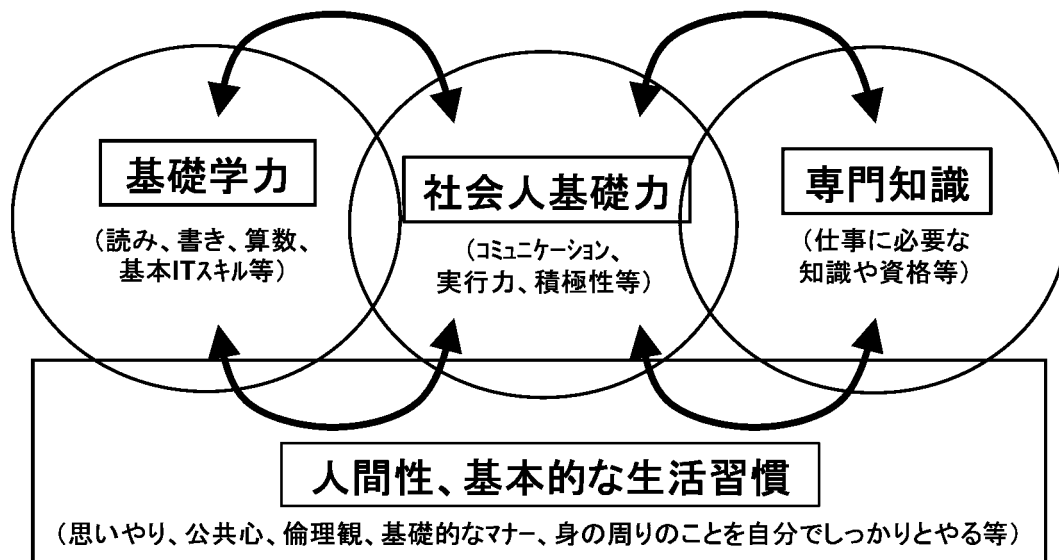 基礎学力
(読み、書き、算数、
基本ITスキル等)
社会人基礎力
(コミュニケーション、
実行力、積極性等)
専門知識
(仕事に必要な
知識や資格等)
人間性、基本的な生活習慣
(思いやり、公共心、倫理観、基礎的なマナー、身の周りのことを自分でしっかりとやる等)